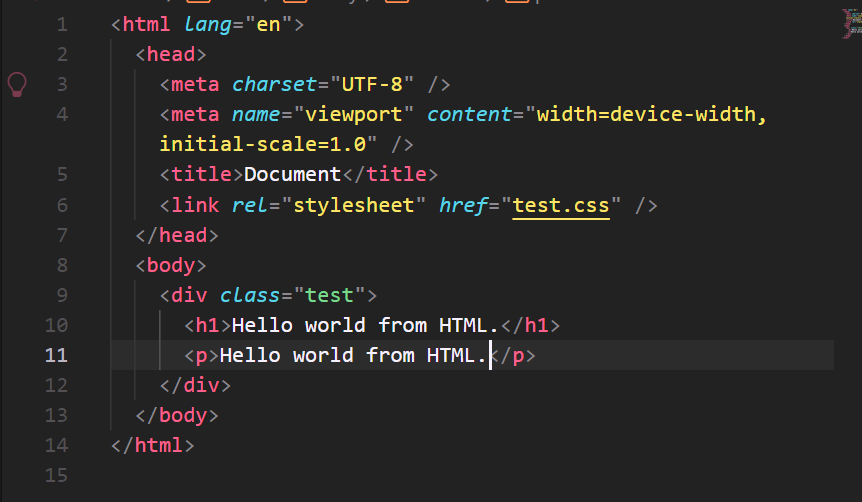 1 <html lang="en">
2 <head>
3 <meta charset="UTF-8" />
4 <meta name="viewport" content="width=device-width,
initial-scale=1.0" />
5 <title>Document</title>
6 <link rel="stylesheet" href="test.css" />
7 </head>
8 <body>
9 <div class="test">
10 <h1>Hello world from HTML.</h1>
11 <p>Hello world from HTML.</p>
12 </div>
13 </body>
14 </html>
15